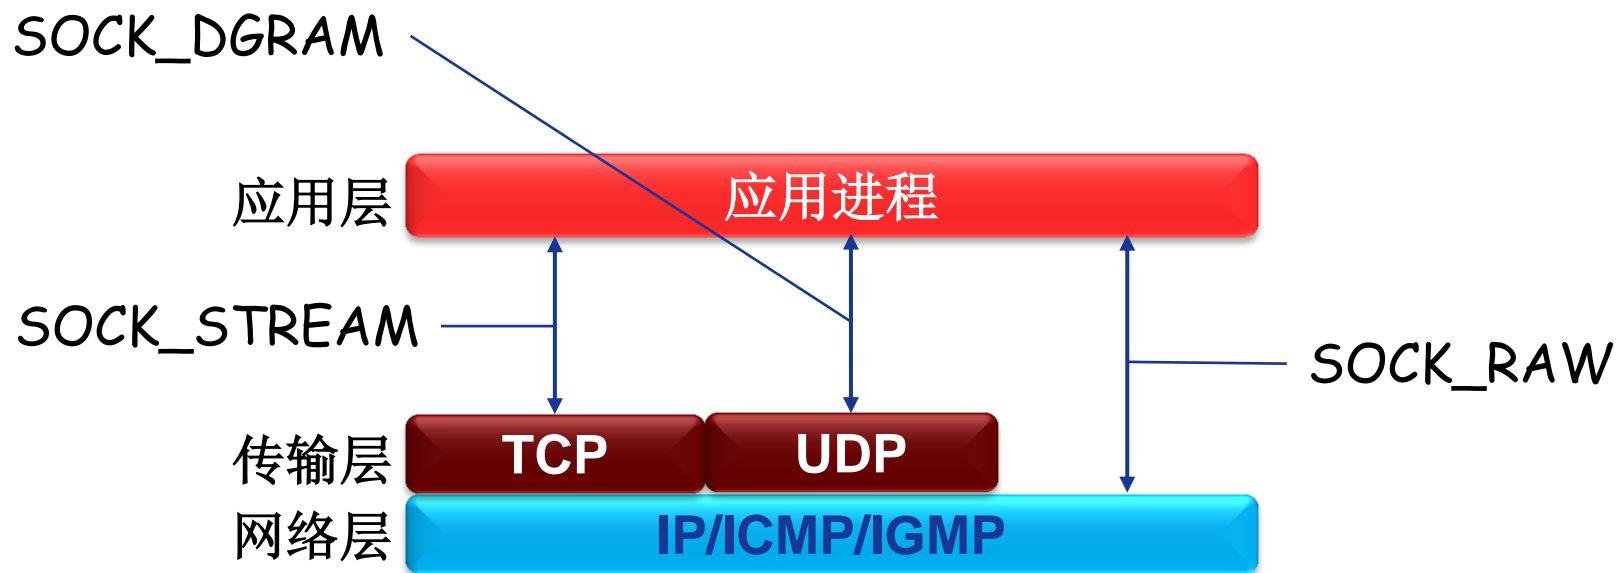 SOCK_DGRAM
应用层
应用进程
SOCK_STREAM
SOCK_RAW
传输层
TCP
UDP
网络层
IP/ICMP/IGMP